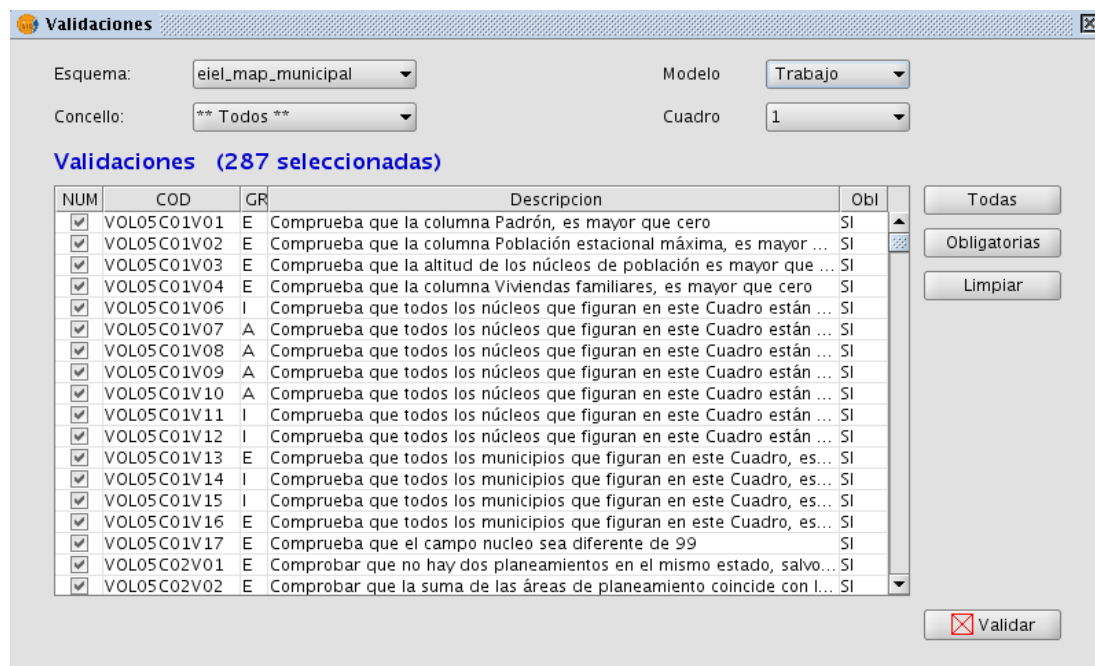 Validaciones
Esquema: eiel_map_municipal Modelo Trabajo
Concello: ** Todos ** Cuadro 1
Validaciones (287 seleccionadas)
NUM COD GR Descripcion Obl Todas
VOL05C01V01 E Comprueba que la columna Padrón, es mayor que cero SI
VOL05C01V02 E Comprueba que la columna Población estacional máxima, es mayor ... SI Obligatorias
VOL05C01V03 E Comprueba que la altitud de los núcleos de población es mayor que ... SI
VOL05C01V04 E Comprueba que la columna Viviendas familiares, es mayor que cero SI Limpiar
VOL05C01V06 I Comprueba que todos los núcleos que figuran en este Cuadro están ... SI
VOL05C01V07 A Comprueba que todos los núcleos que figuran en este Cuadro están ... SI
VOL05C01V08 A Comprueba que todos los núcleos que figuran en este Cuadro están ... SI
VOL05C01V09 A Comprueba que todos los núcleos que figuran en este Cuadro están ... SI
VOL05C01V10 A Comprueba que todos los núcleos que figuran en este Cuadro están ... SI
VOL05C01V11 I Comprueba que todos los núcleos que figuran en este Cuadro están ... SI
VOL05C01V12 I Comprueba que todos los núcleos que figuran en este Cuadro están ... SI
VOL05C01V13 E Comprueba que todos los municipios que figuran en este Cuadro, es... SI
VOL05C01V14 I Comprueba que todos los municipios que figuran en este Cuadro, es... SI
VOL05C01V15 I Comprueba que todos los municipios que figuran en este Cuadro, es... SI
VOL05C01V16 E Comprueba que todos los municipios que figuran en este Cuadro, es... SI
VOL05C01V17 E Comprueba que el campo nucleo sea diferente de 99 SI
VOL05C02V01 E Comprobar que no hay dos planeamientos en el mismo estado, salvo... SI
VOL05C02V02 E Comprobar que la suma de las áreas de planeamiento coincide con l... SI
Validar